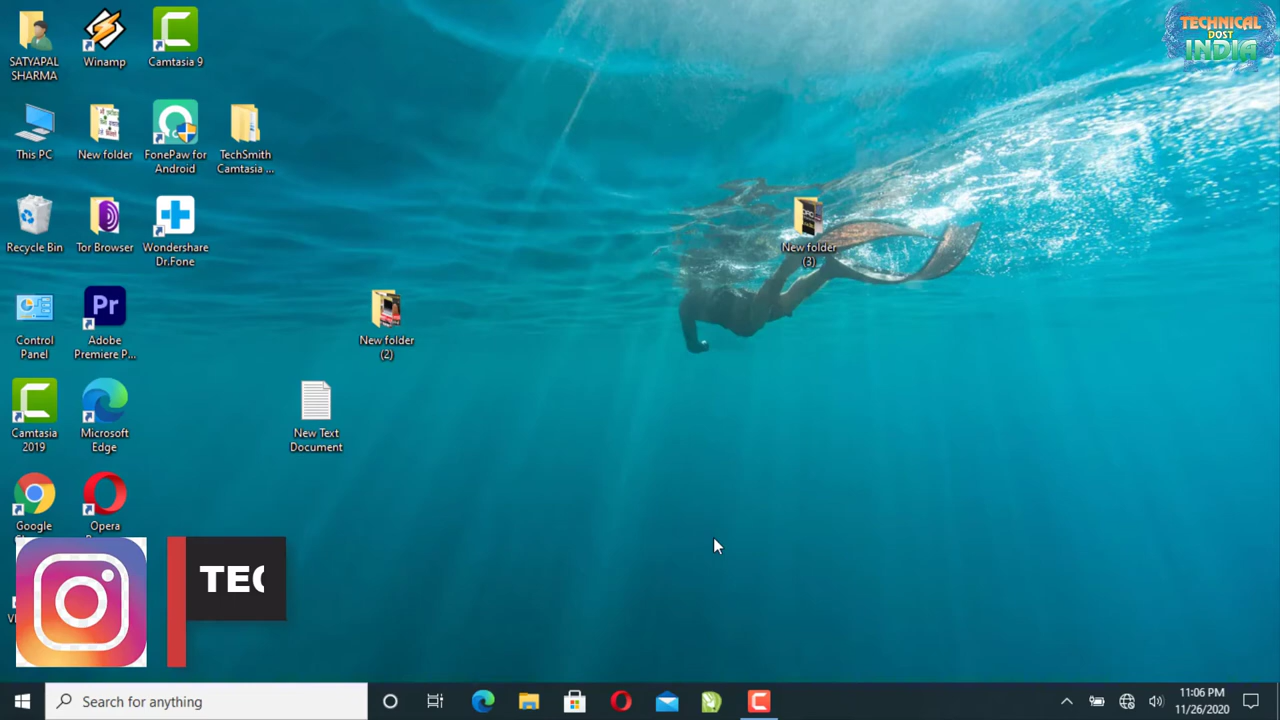 SATYAPAL
SHARMA
Winamp
Camtasia 9
TECHNICAL
DOST
INDIA
This PC
New folder
FonePaw for
Android
TechSmith
Camtasia ...
Recycle Bin
Tor Browser
Wondershare
Dr.Fone
New folder
(3)
Control
Panel
Pr
Adobe
Premiere P...
New folder
(2)
Camtasia
2019
Microsoft
Edge
New Text
Document
Google
Opera
TEC
Search for anything
11:06 PM
11/26/2020